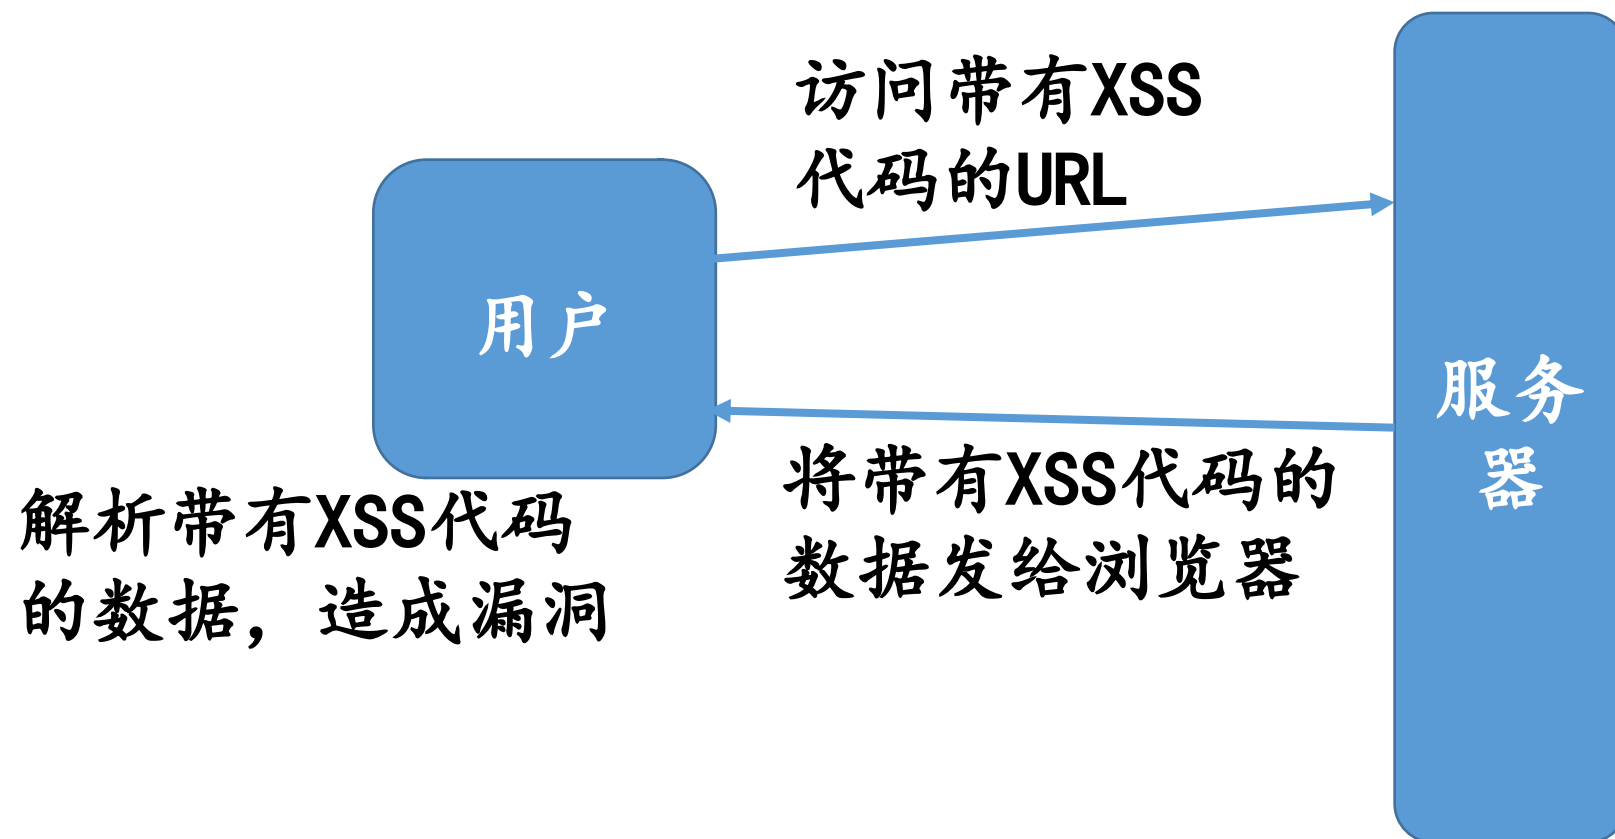 访问带有XSS
代码的URL
用户
服务
器
将带有XSS代码的
数据发给浏览器
解析带有XSS代码
的数据，造成漏洞